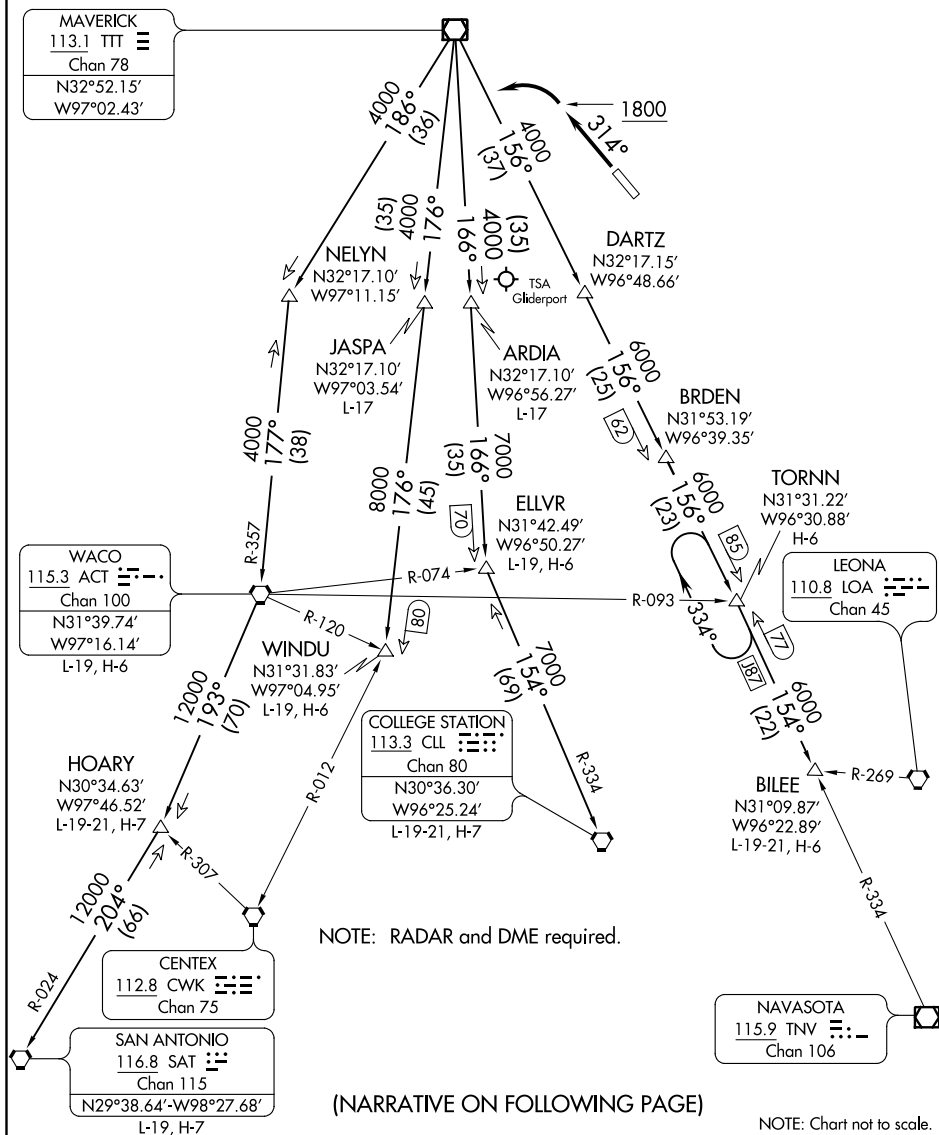 MAVERICK
113.1 TTT
Chan 78
N32°52.15'
W97°02.43'
1800
314°
4000
186°
(36)
(35)
4000
176°
(35)
4000
166°
4000
156°
(37)
NELYN
N32°17.10'
W97°11.15'
JASPA
N32°17.10'
W97°03.54'
L-17
TSA
Gliderport
ARDIA
N32°17.10'
W96°56.27'
L-17
DARTZ
N32°17.15'
W96°48.66'
6000
156°
(25)
62
BRDEN
N31°53.19'
W96°39.35'
4000
177°
(38)
8000
176°
(45)
7000
166°
(35)
70
ELLVR
N31°42.49'
W96°50.27'
L-19, H-6
6000
156°
(23)
85
TORNN
N31°31.22'
W96°30.88'
H-6
R-357
WACO
115.3 ACT
Chan 100
N31°39.74'
W97°16.14'
L-19, H-6
R-074
R-093
R-120
80
WINDU
N31°31.83'
W97°04.95'
L-19, H-6
334°
77
J87
LEONA
110.8 LOA
Chan 45
6000
154°
(22)
7000
154°
(69)
12000
193°
(70)
R-012
COLLEGE STATION
113.3 CLL
Chan 80
N30°36.30'
W96°25.24'
L-19-21, H-7
R-334
BILEE
N31°09.87'
W96°22.89'
L-19-21, H-6
R-269
HOARY
N30°34.63'
W97°46.52'
L-19-21, H-7
R-307
R-334
12000
204°
(66)
R-024
CENTEX
112.8 CWK
Chan 75
NOTE: RADAR and DME required.
NAVASOTA
115.9 TNV
Chan 106
SAN ANTONIO
116.8 SAT
Chan 115
N29°38.64'-W98°27.68'
L-19, H-7
(NARRATIVE ON FOLLOWING PAGE)
NOTE: Chart not to scale.